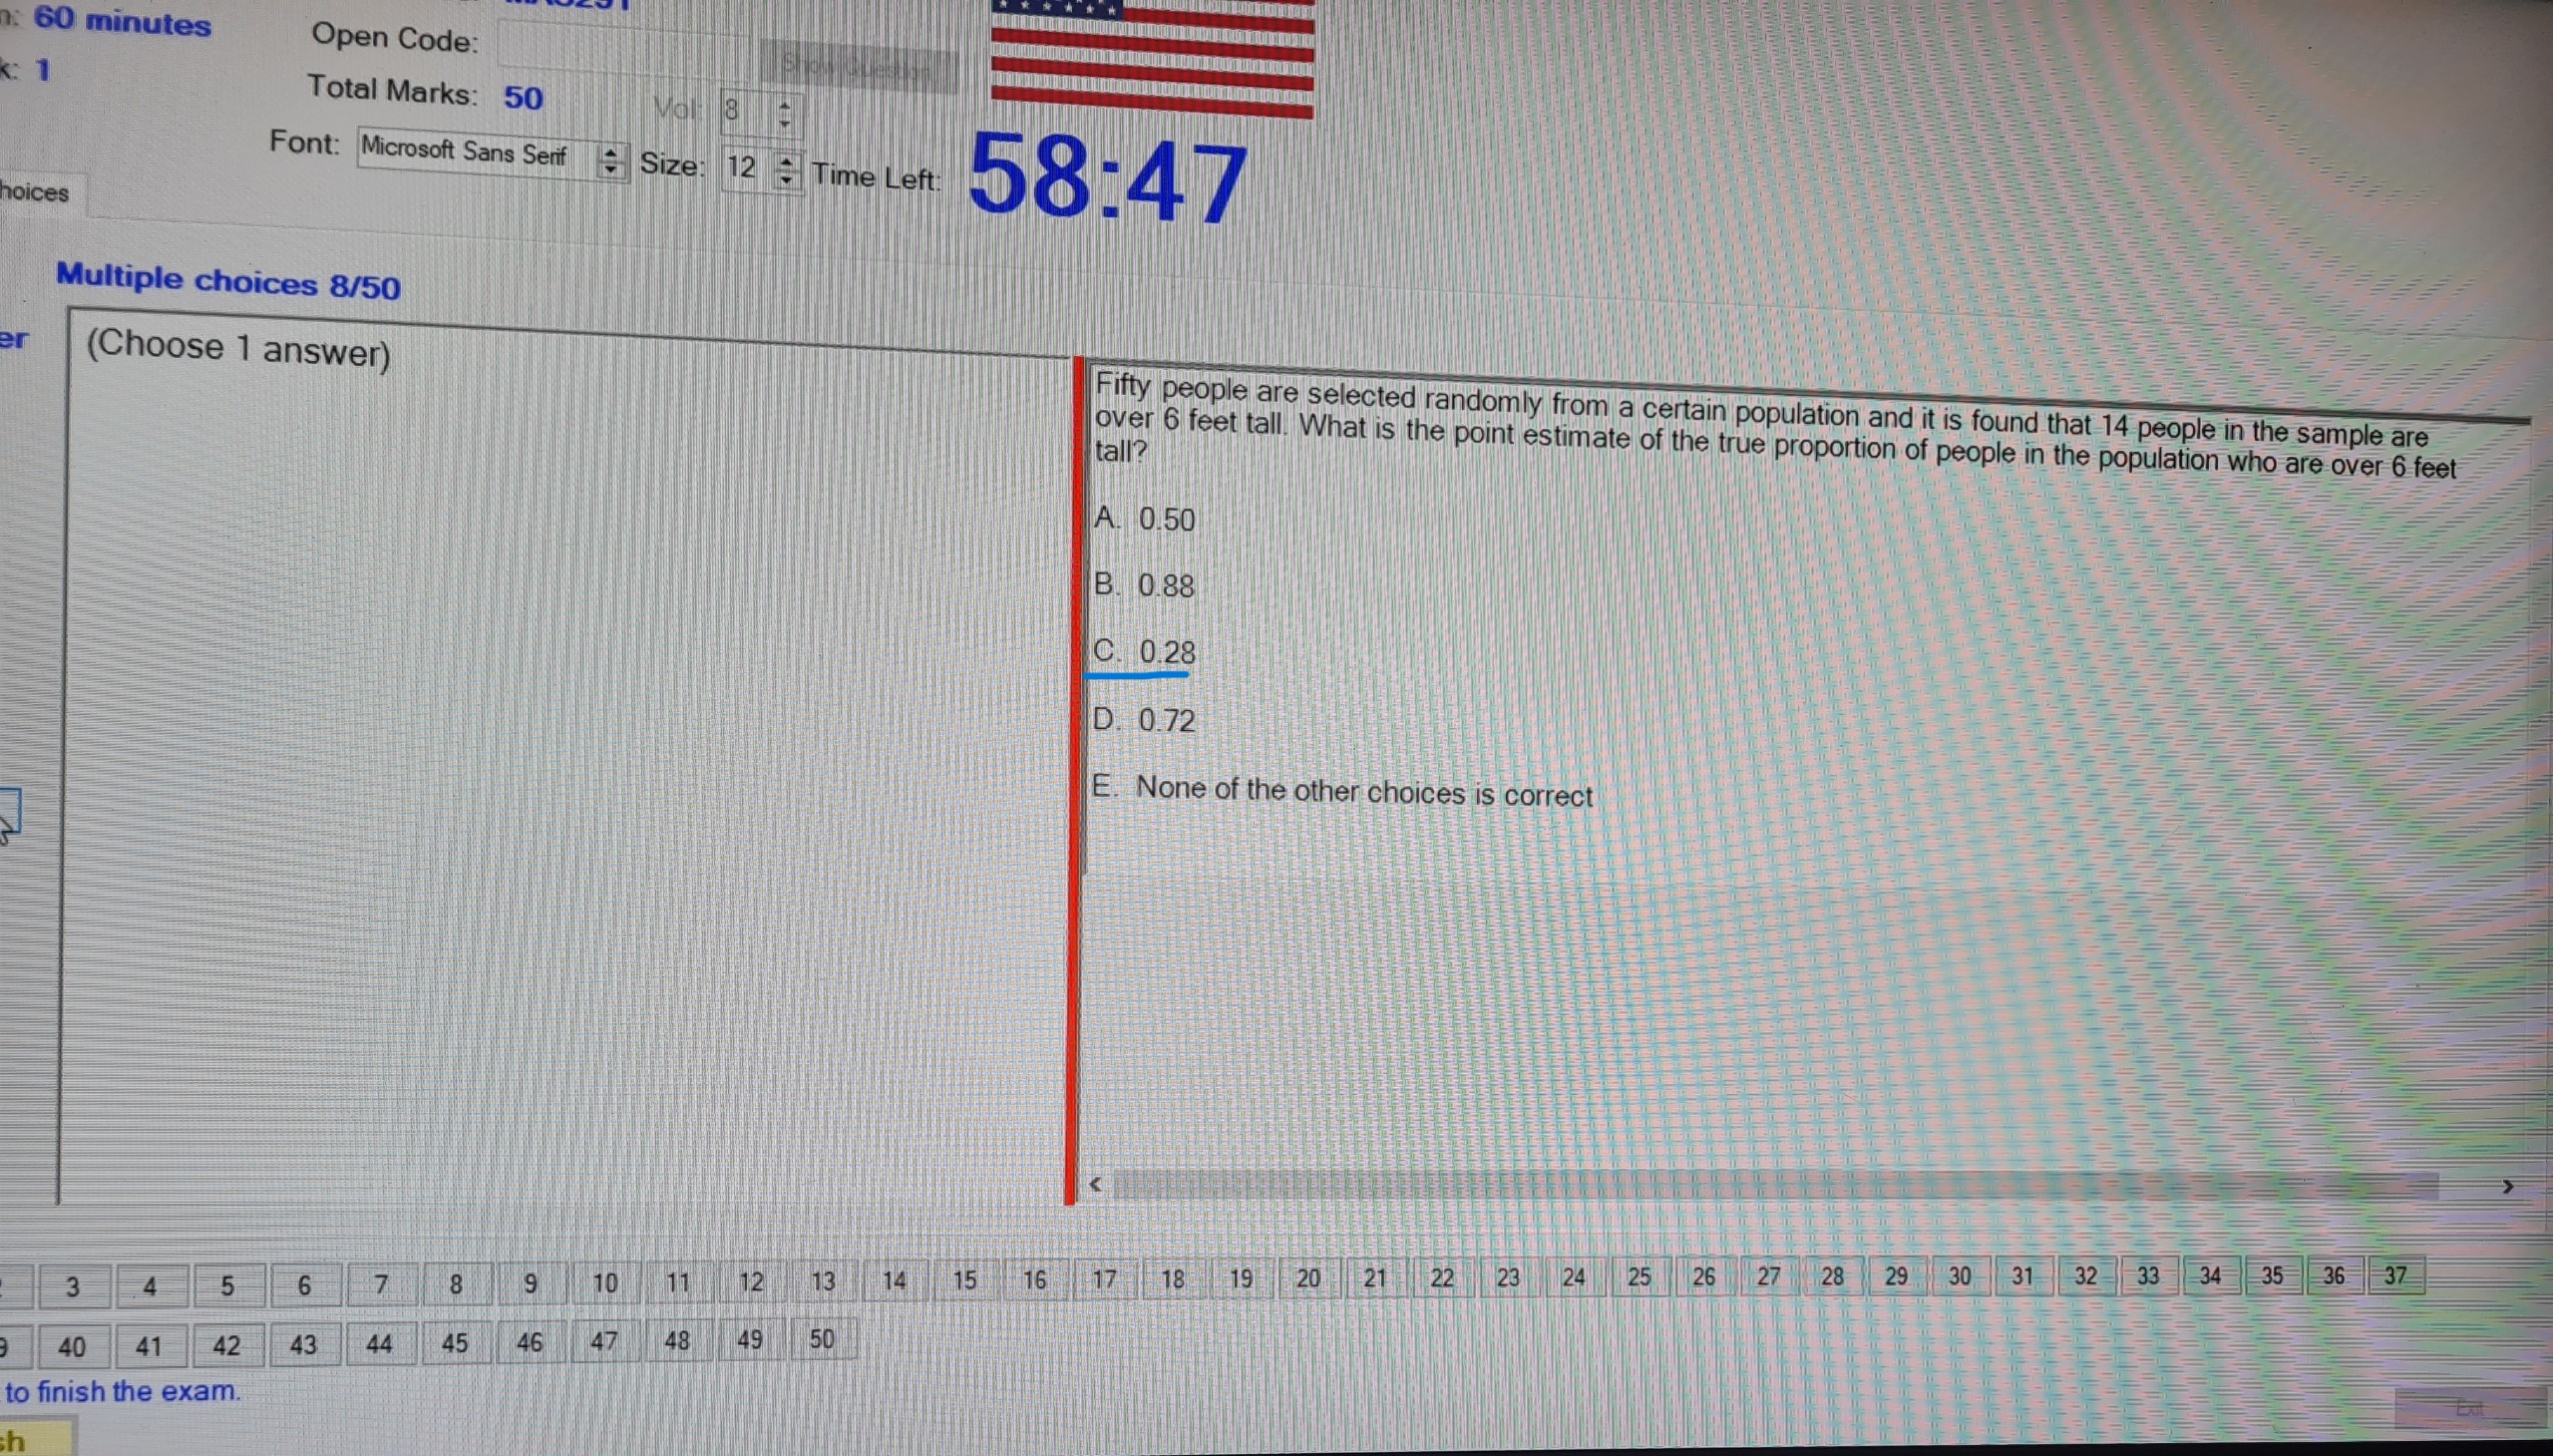 60 minutes
Open Code:
Show Question
1
Total Marks: 50
Vol: 8
Font: Microsoft Sans Serif
Size: 12
Time Left: 58:47
Multiple choices 8/50
(Choose 1 answer)
Fifty people are selected randomly from a certain population and it is found that 14 people in the sample are
over 6 feet tall. What is the point estimate of the true proportion of people in the population who are over 6 feet
tall?
A. 0.50
B. 0.88
C. 0.28
D. 0.72
E. None of the other choices is correct
3 4 5 6 7 8 9 10 11 12 13 14 15 16 17 18 19 20 21 22 23 24 25 26 27 28 29 30 31 32 33 34 35 36 37
40 41 42 43 44 45 46 47 48 49 50
to finish the exam.
Exit